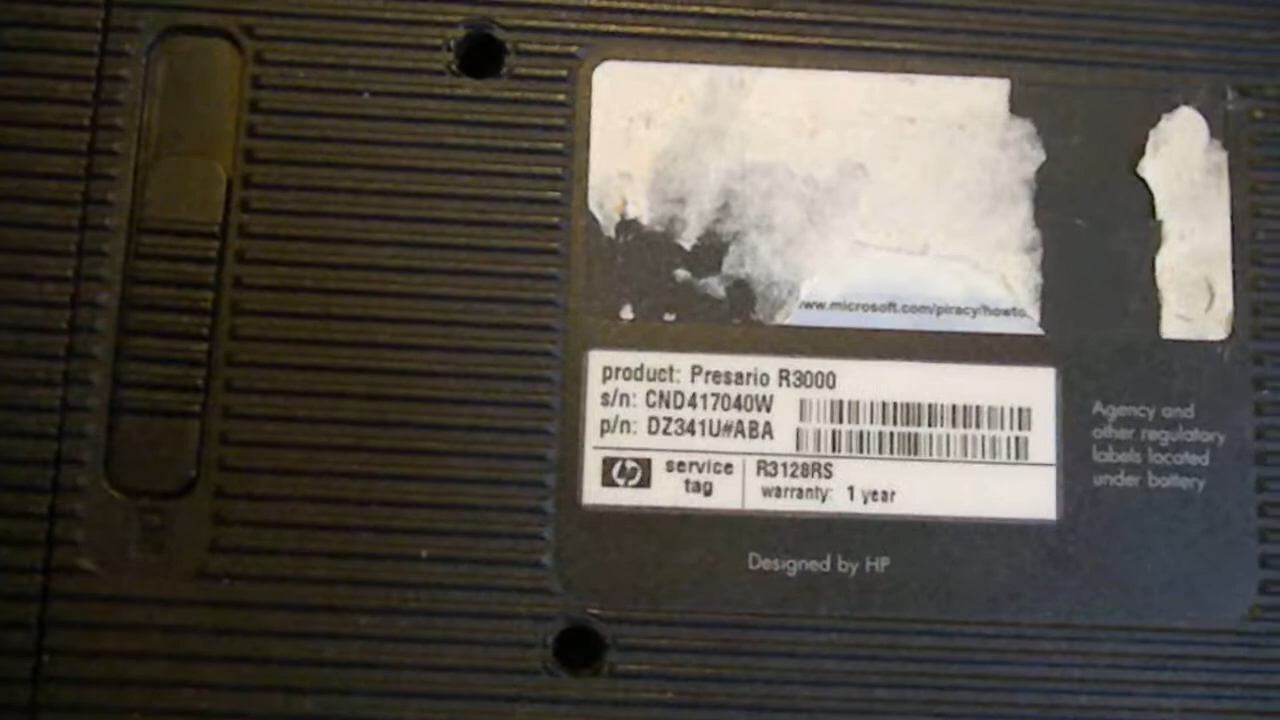 www.microsoft.com/piracy/howto
product: Presario R3000
s/n: CND417040W
p/n: DZ341U#ABA
hp
service tag
R3128RS
warranty: 1 year
Agency and
other regulatory
labels located
under battery
Designed by HP